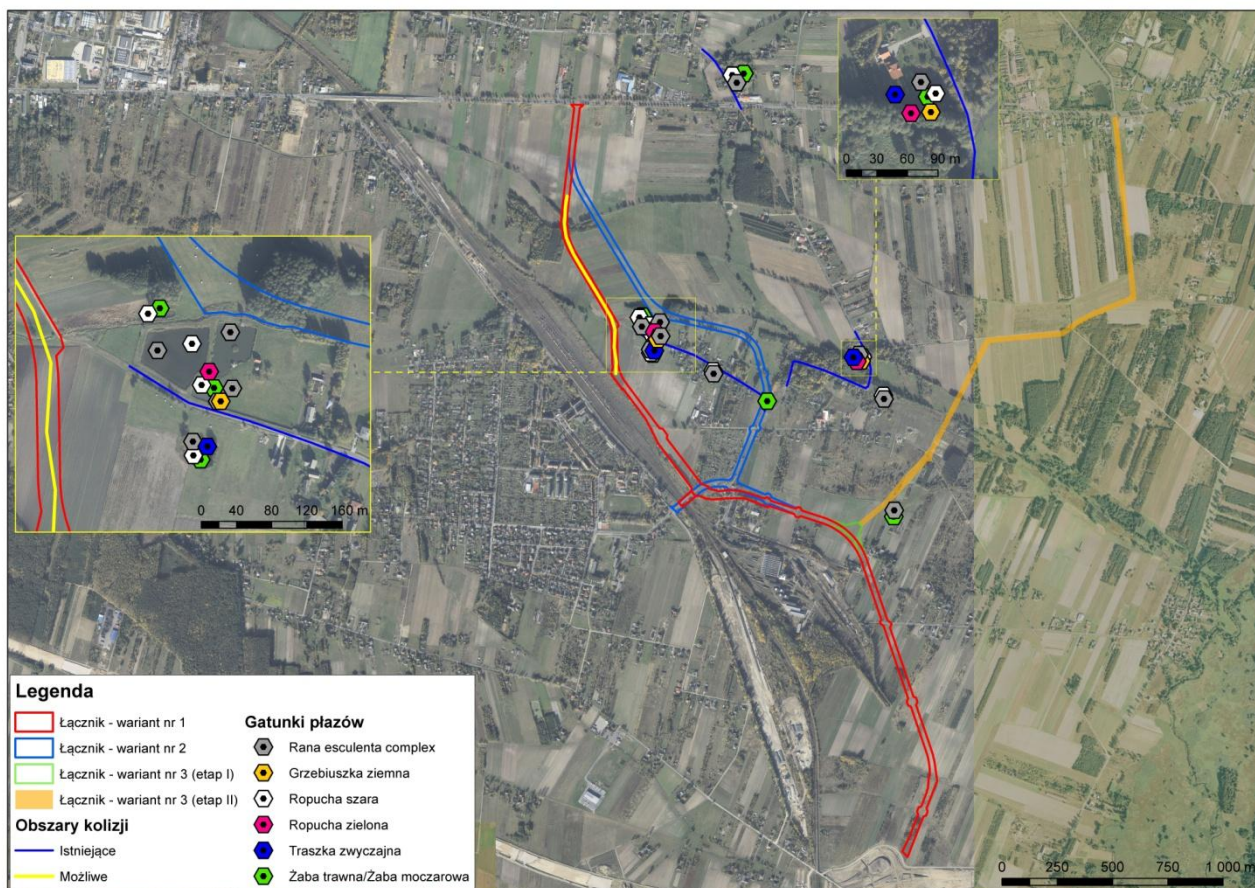 0 30 60 90 m
0 40 80 120 160 m
Legenda
Łącznik - wariant nr 1
Łącznik - wariant nr 2
Łącznik - wariant nr 3 (etap I)
Łącznik - wariant nr 3 (etap II)
Obszary kolizji
Istniejące
Możliwe
Gatunki płazów
Rana esculenta complex
Grzebiuszka ziemna
Ropucha szara
Ropucha zielona
Traszka zwyczajna
Żaba trawna/Żaba moczarowa
0 250 500 750 1 000 m